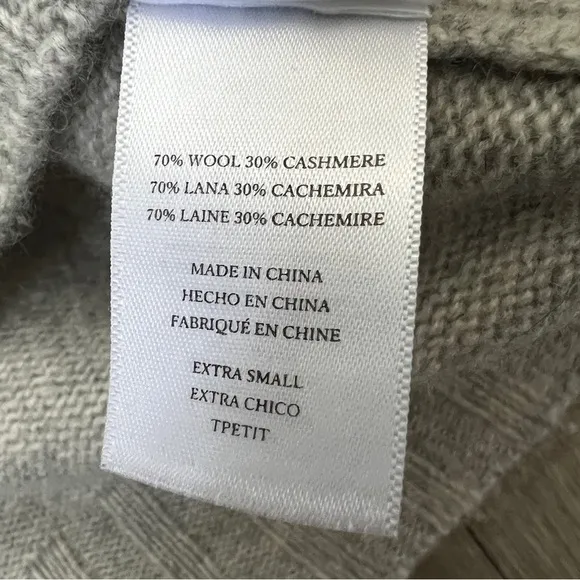 70% WOOL 30% CASHMERE
70% LANA 30% CACHEMIRA
70% LAINE 30% CACHEMIRE
MADE IN CHINA
HECHO EN CHINA
FABRIQUÉ EN CHINE
EXTRA SMALL
EXTRA CHICO
TPETIT